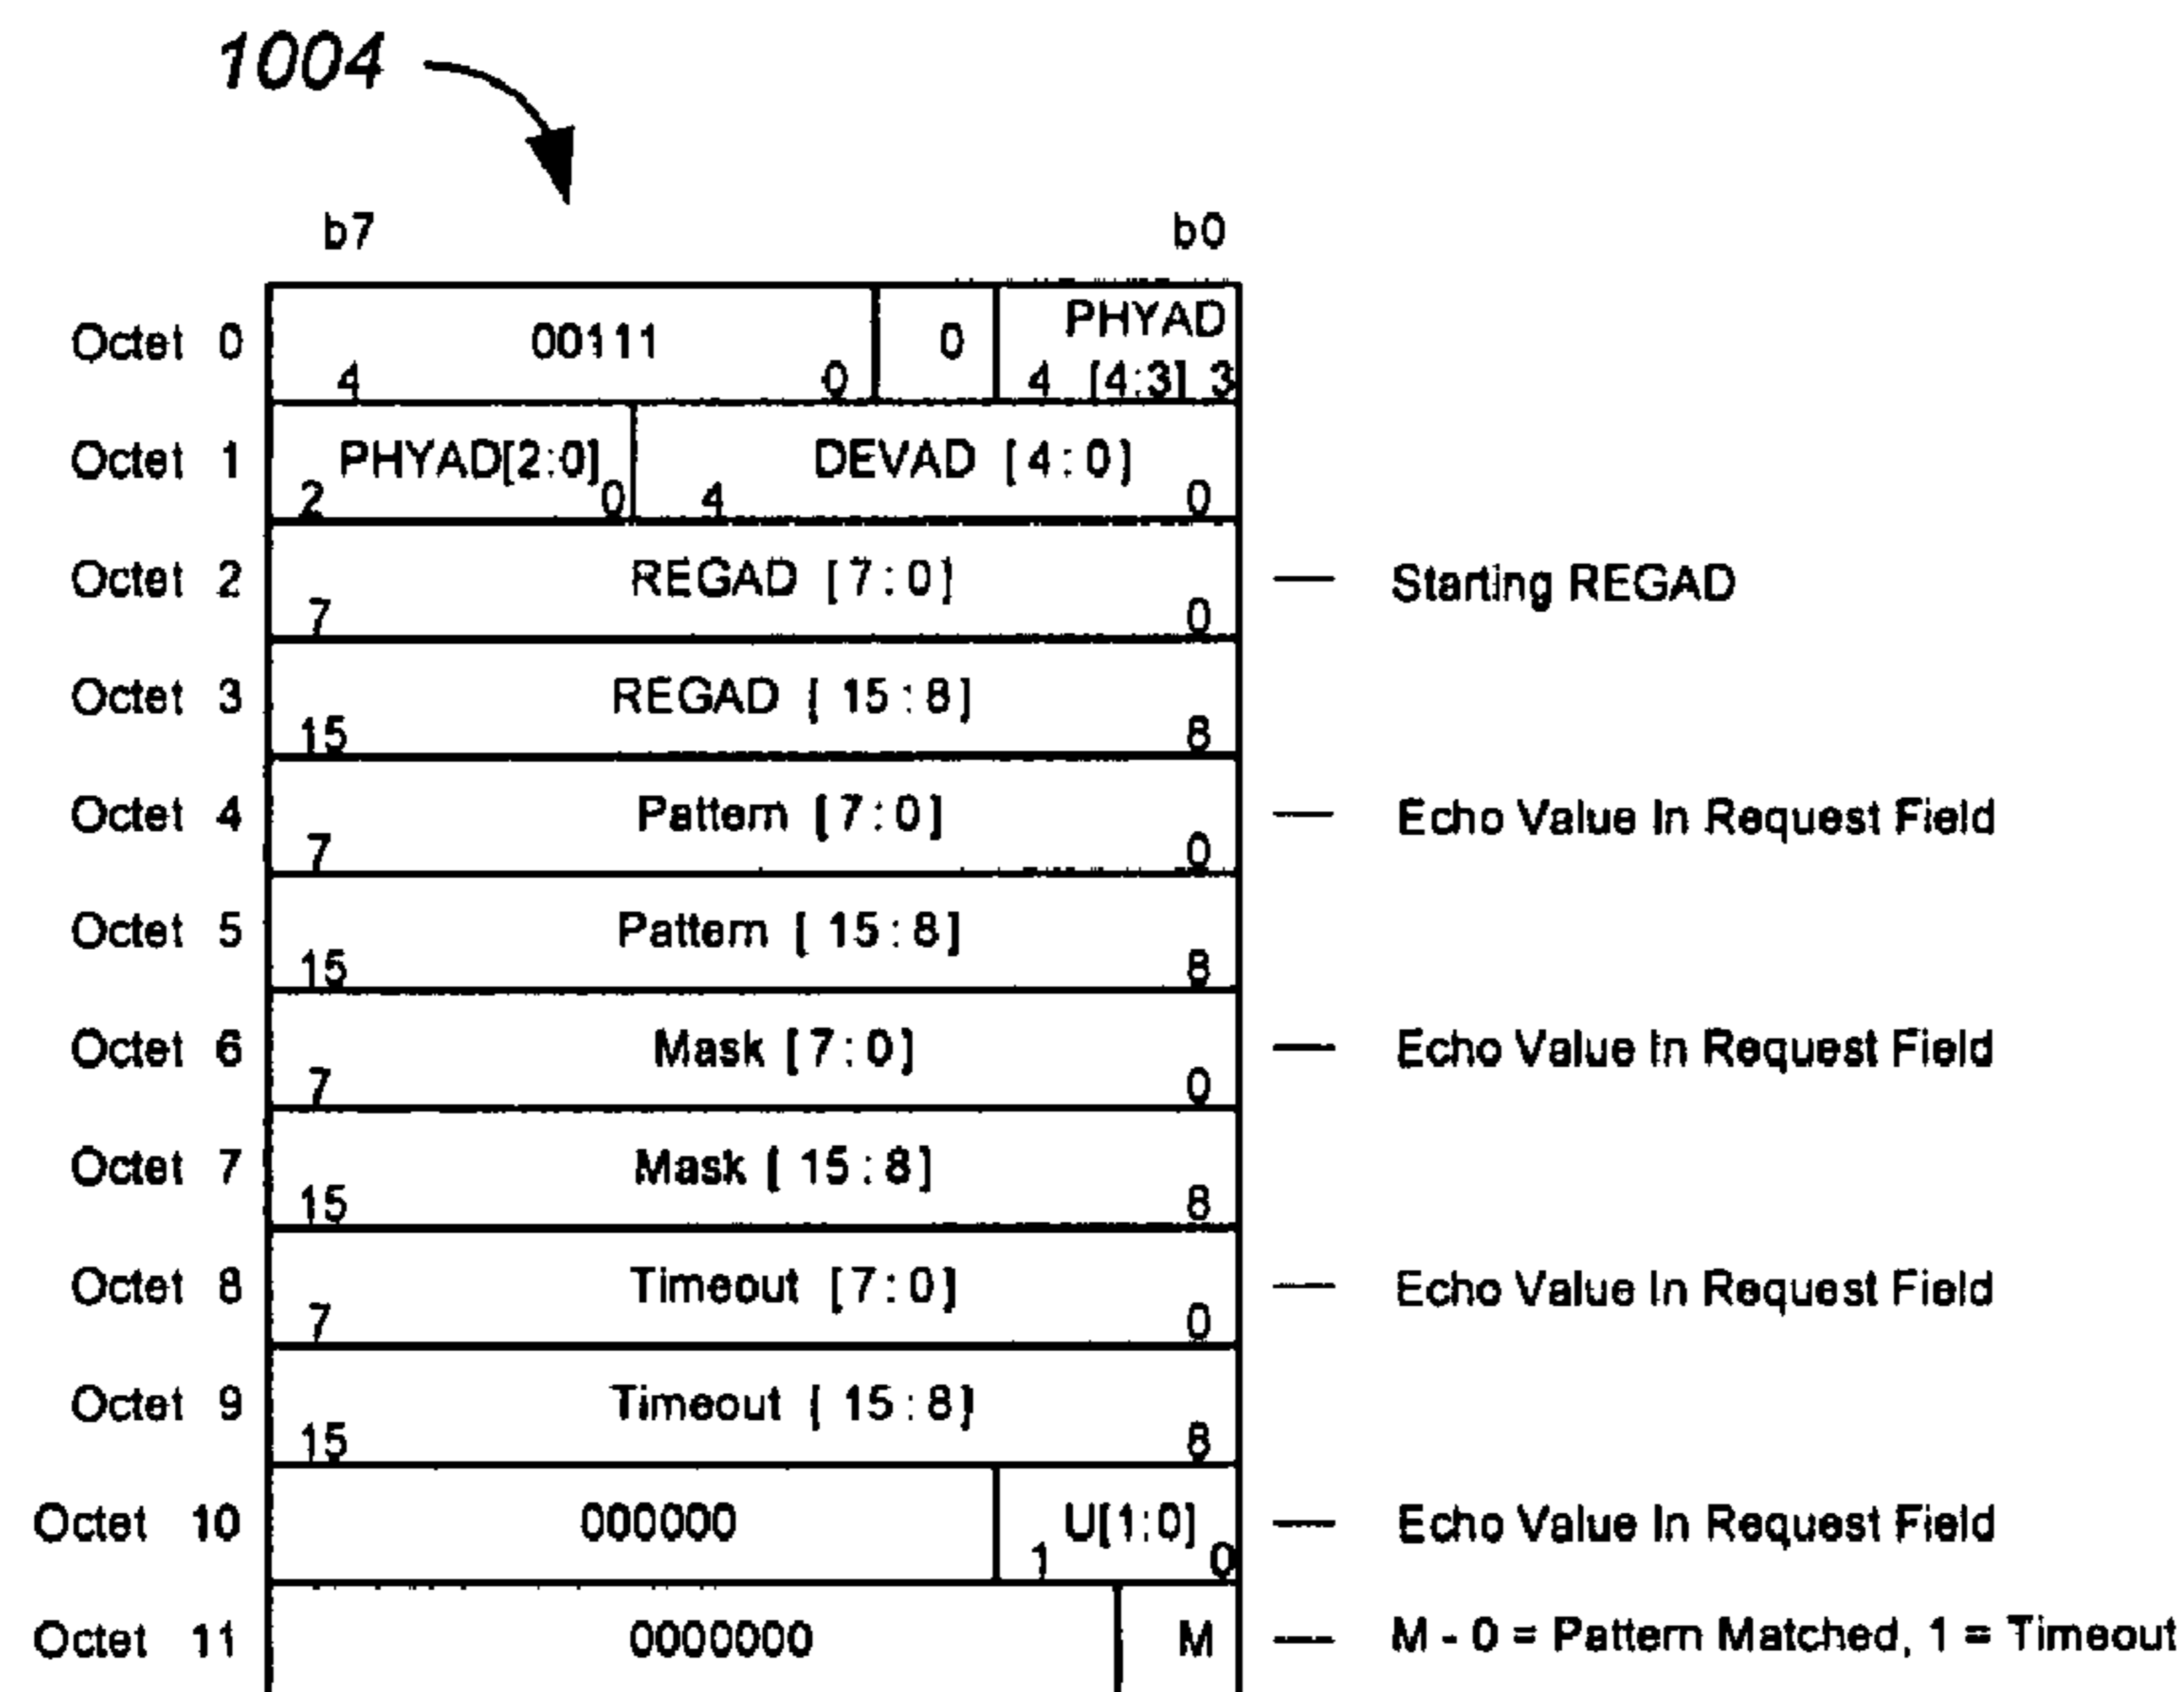 1004
b7 b0
Octet 0 00111 0 PHYAD
4 0 4 [4:3] 3
Octet 1 PHYAD[2:0] DEVAD [4:0]
2 0 4 0
Octet 2 REGAD [7:0] — Starting REGAD
7 0
Octet 3 REGAD [15:8]
15 8
Octet 4 Pattern [7:0] — Echo Value In Request Field
7 0
Octet 5 Pattern [15:8]
15 8
Octet 6 Mask [7:0] — Echo Value In Request Field
7 0
Octet 7 Mask [15:8]
15 8
Octet 8 Timeout [7:0] — Echo Value In Request Field
7 0
Octet 9 Timeout [15:8]
15 8
Octet 10 000000 U[1:0] — Echo Value In Request Field
1 0
Octet 11 0000000 M — M - 0 = Pattern Matched, 1 = Timeout